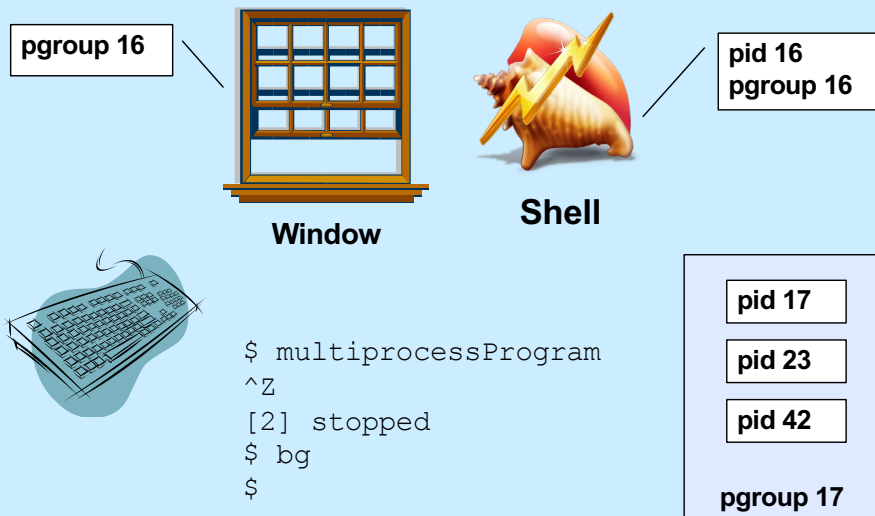 pgroup 16
pid 16
pgroup 16
Window
Shell
$ multiprocessProgram
^Z
[2] stopped
$ bg
$
pid 17
pid 23
pid 42
pgroup 17